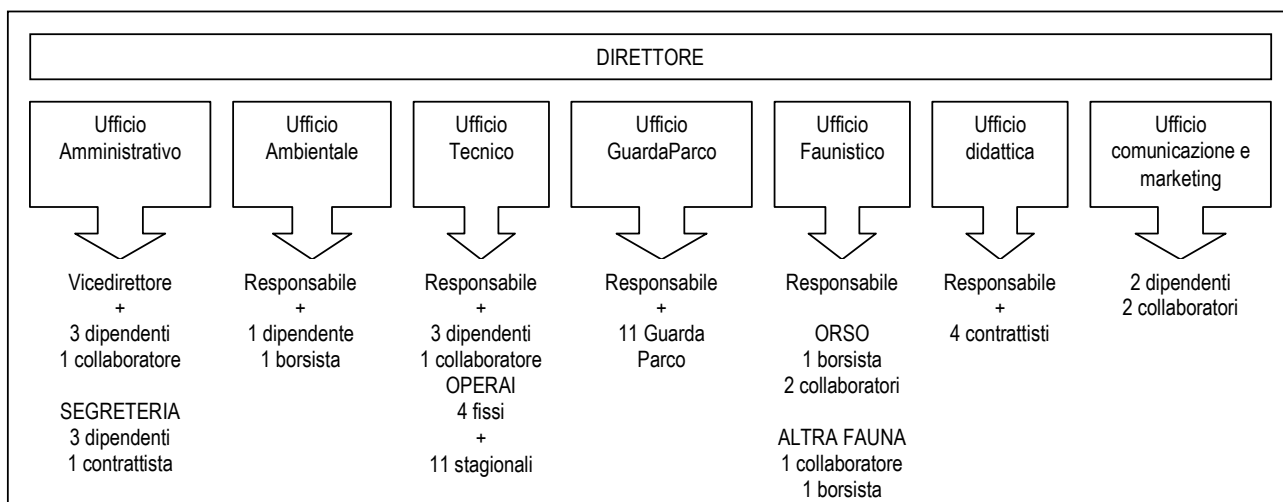 DIRETTORE
Ufficio
Amministrativo
Ufficio
Ambientale
Ufficio
Tecnico
Ufficio
GuardaParco
Ufficio
Faunistico
Ufficio
didattica
Ufficio
comunicazione e
marketing
Vicedirettore
+
3 dipendenti
1 collaboratore
SEGRETERIA
3 dipendenti
1 contrattista
Responsabile
+
1 dipendente
1 borsista
Responsabile
+
3 dipendenti
1 collaboratore
OPERAI
4 fissi
+
11 stagionali
Responsabile
+
11 Guarda
Parco
Responsabile
ORSO
1 borsista
2 collaboratori
ALTRA FAUNA
1 collaboratore
1 borsista
Responsabile
+
4 contrattisti
2 dipendenti
2 collaboratori